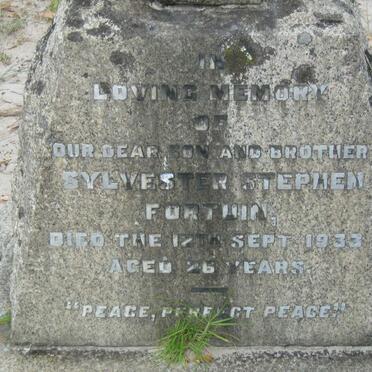 IN
LOVING MEMORY
OF
OUR DEAR SON AND BROTHER
SYLVESTER STEPHEN
FORTUIN,
DIED THE 12TH SEPT. 1933
AGED 26 YEARS.
"PEACE, PERFECT PEACE."